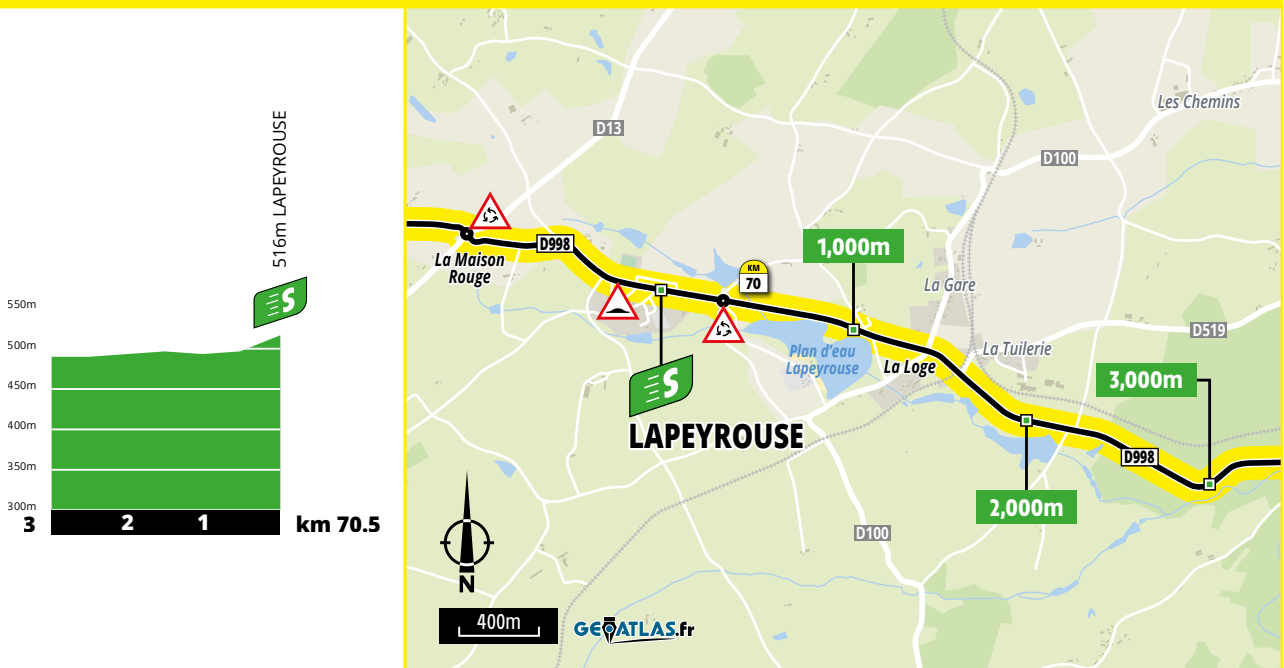 516m LAPEYROUSE
S
550m
500m
450m
400m
350m
300m
3
2
1
km 70.5
D13
Les Chemins
D100
D998
La Maison
Rouge
1,000m
KM
70
La Gare
D519
Plan d'eau
Lapeyrouse
La Loge
La Tuilerie
3,000m
S
LAPEYROUSE
D998
2,000m
D100
N
400m
GEOATLAS.fr